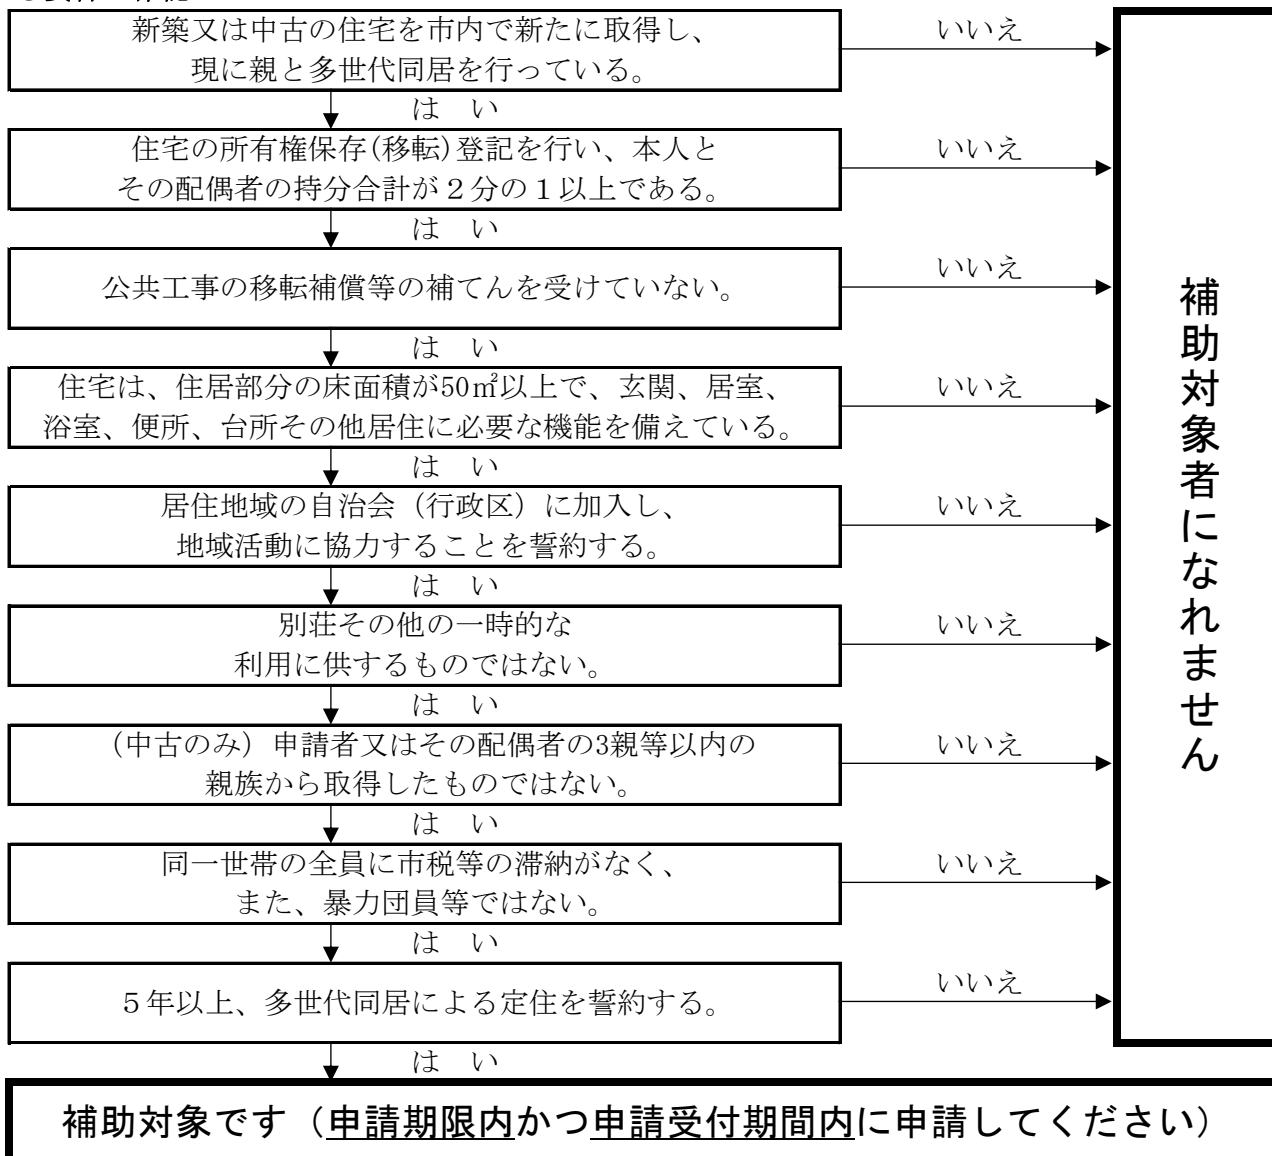 新築又は中古の住宅を市内で新たに取得し、
現に親と多世代同居を行っている。
いいえ
は い
住宅の所有権保存(移転)登記を行い、本人と
その配偶者の持分合計が２分の１以上である。
いいえ
は い
公共工事の移転補償等の補てんを受けていない。
いいえ
は い
住宅は、住居部分の床面積が50㎡以上で、玄関、居室、
浴室、便所、台所その他居住に必要な機能を備えている。
いいえ
は い
居住地域の自治会（行政区）に加入し、
地域活動に協力することを誓約する。
いいえ
は い
別荘その他の一時的な
利用に供するものではない。
いいえ
は い
（中古のみ）申請者又はその配偶者の3親等以内の
親族から取得したものではない。
いいえ
は い
同一世帯の全員に市税等の滞納がなく、
また、暴力団員等ではない。
いいえ
は い
５年以上、多世代同居による定住を誓約する。
いいえ
は い
補助対象者になれません
補助対象です（申請期限内かつ申請受付期間内に申請してください）